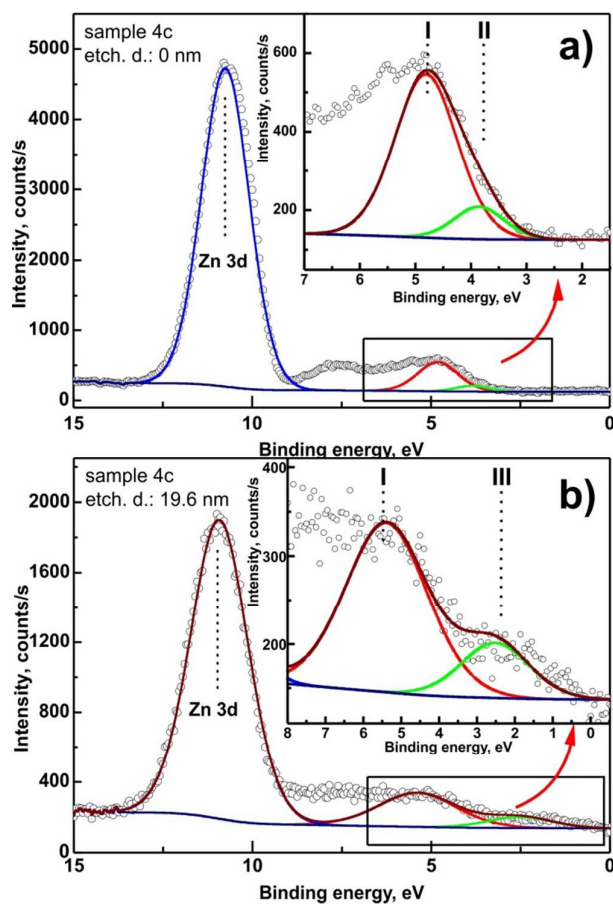 sample 4c
etch. d.: 0 nm
a)
I II
Intensity, counts/s
600
400
200
7 6 5 4 3 2
Binding energy, eV
Intensity, counts/s
5000
4000
3000
2000
1000
0
Zn 3d
15 10 5 0
Binding energy, eV
sample 4c
etch. d.: 19.6 nm
b)
I III
Intensity, counts/s
400
300
200
8 7 6 5 4 3 2 1 0
Binding energy, eV
Intensity, counts/s
2000
1600
1200
800
400
0
Zn 3d
15 10 5 0
Binding energy, eV